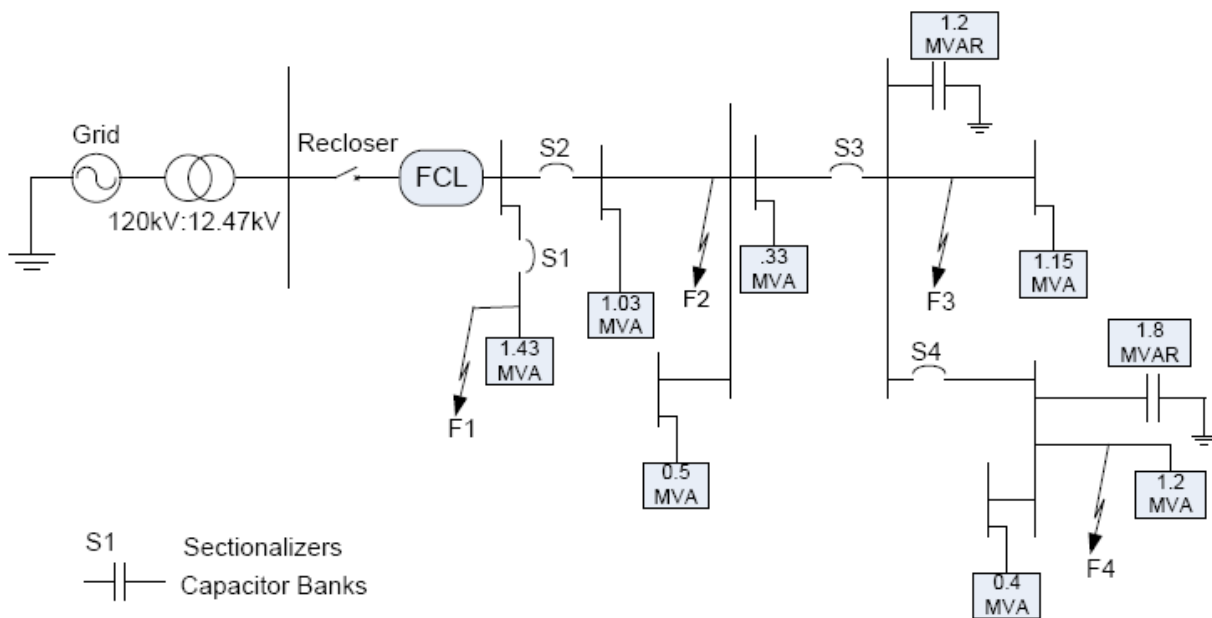 1.2
MVAR
Grid
Recloser
S2
S3
FCL
120kV:12.47kV
S1
.33
MVA
F2
F3
1.15
MVA
1.03
MVA
1.43
MVA
S4
1.8
MVAR
F1
0.5
MVA
1.2
MVA
S1
Sectionalizers
Capacitor Banks
F4
0.4
MVA